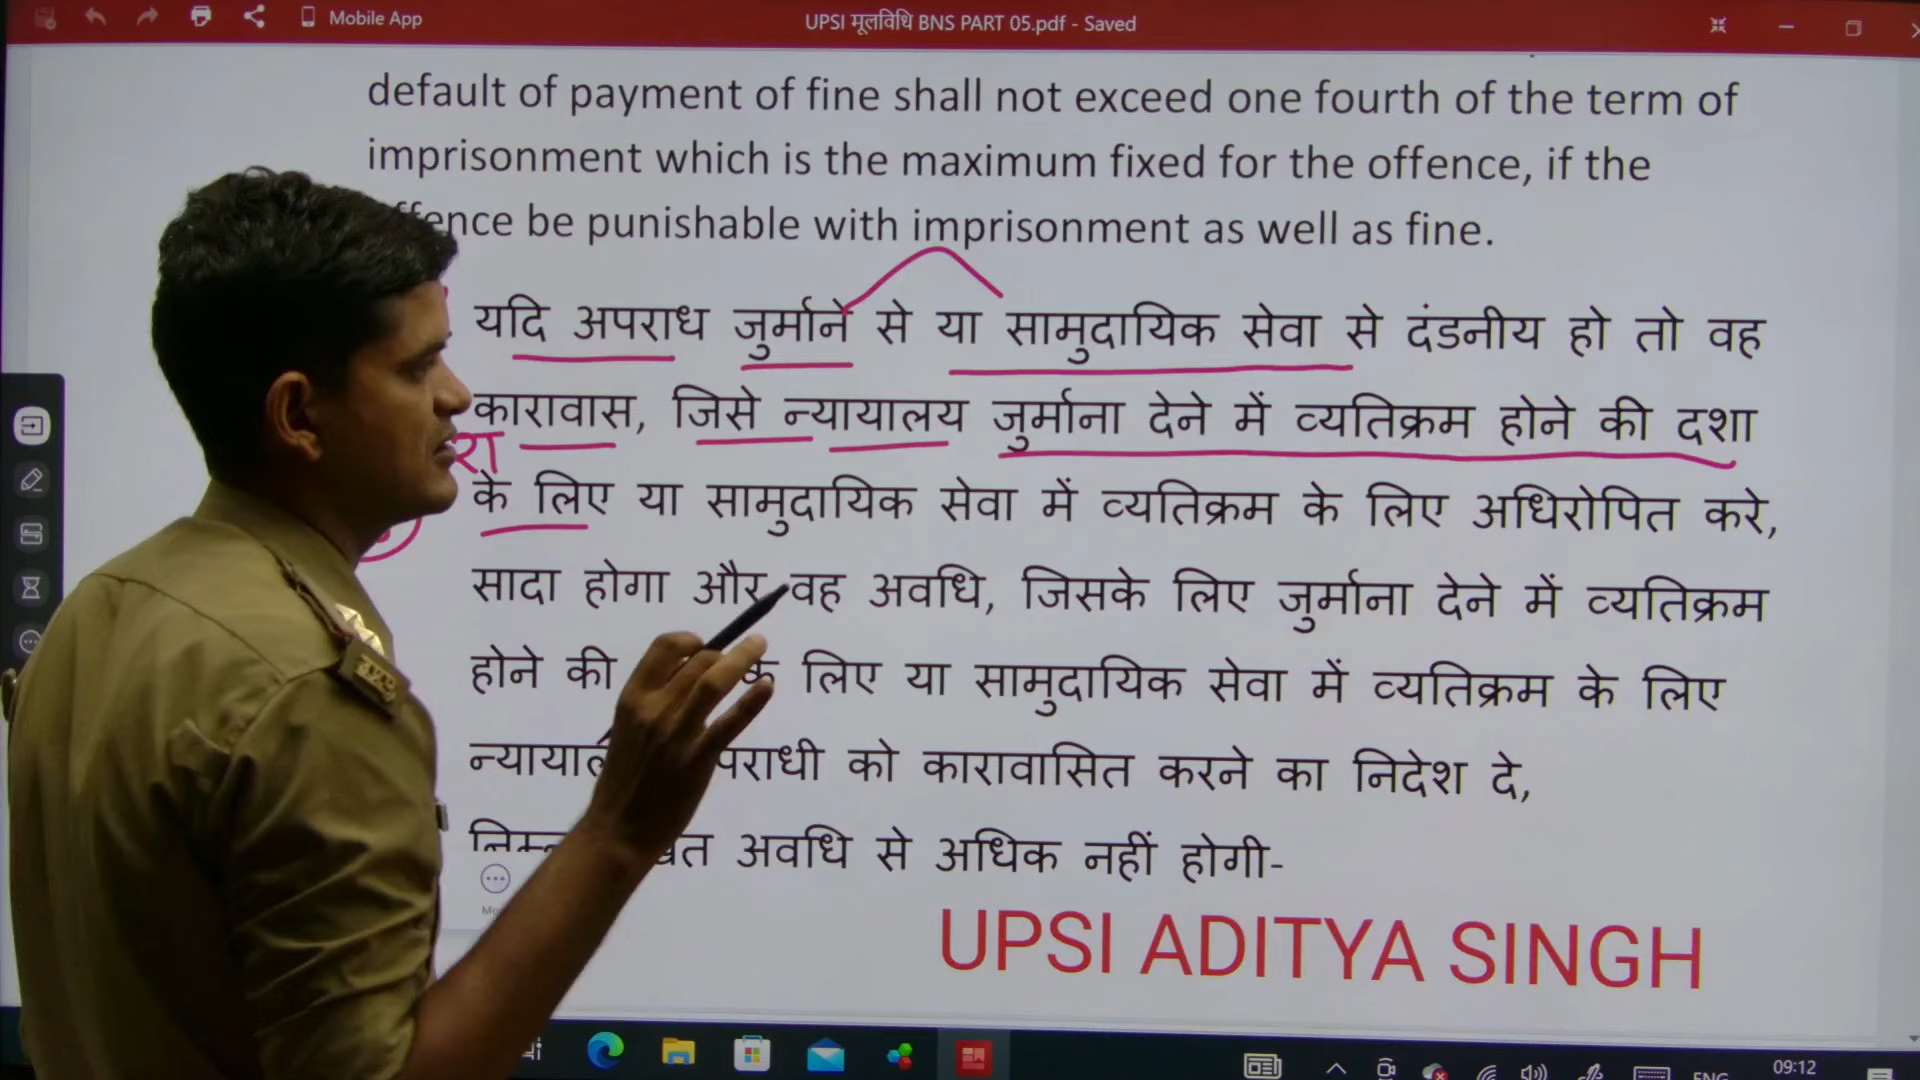 Mobile App
UPSI मूलविधि BNS PART 05.pdf - Saved
default of payment of fine shall not exceed one fourth of the term of
imprisonment which is the maximum fixed for the offence, if the
be punishable with imprisonment as well as fine.
यदि अपराध जुर्माने से या सामुदायिक सेवा से दंडनीय हो तो वह
कारावास, जिसे न्यायालय जुर्माना देने में व्यतिक्रम होने की दशा
के लिए या सामुदायिक सेवा में व्यतिक्रम के लिए अधिरोपित करे,
सादा होगा और वह अवधि, जिसके लिए जुर्माना देने में व्यतिक्रम
होने की के लिए या सामुदायिक सेवा में व्यतिक्रम के लिए
को कारावासित करने का निदेश दे,
अवधि से अधिक नहीं होगी-
UPSI ADITYA SINGH
ENG
09:12